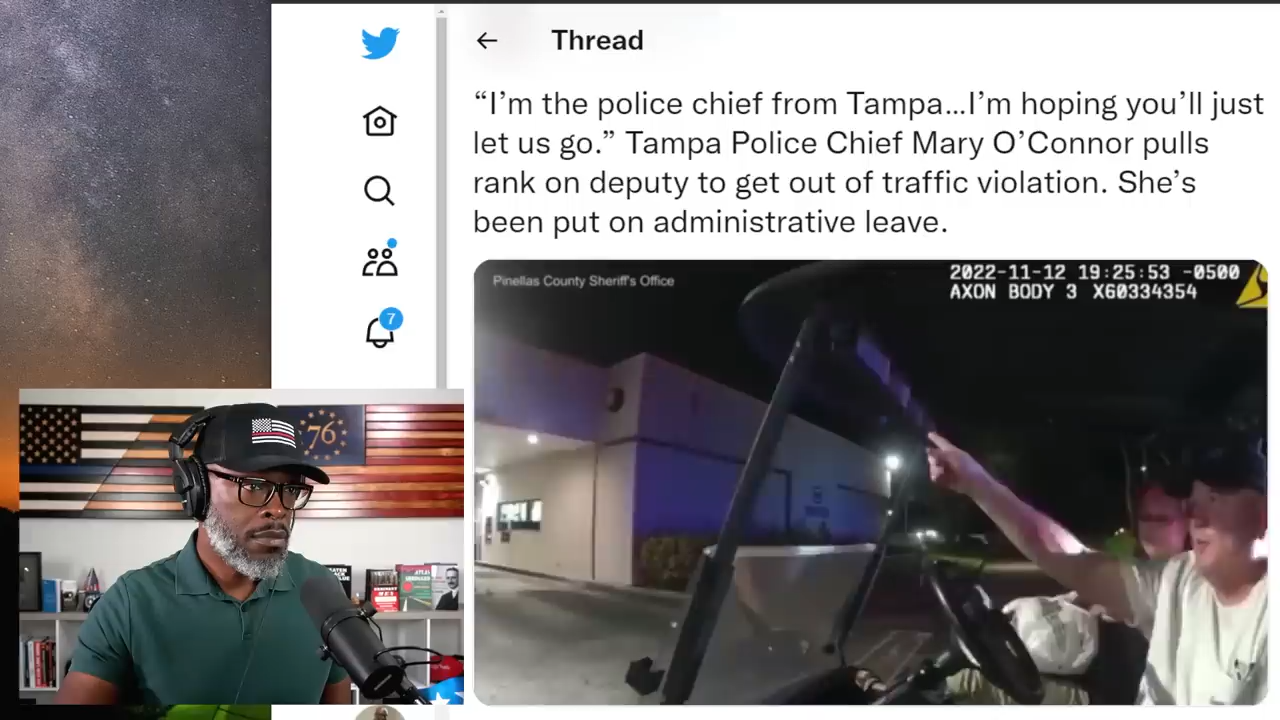 Thread
“I’m the police chief from Tampa...I’m hoping you’ll just
let us go.” Tampa Police Chief Mary O’Connor pulls
rank on deputy to get out of traffic violation. She’s
been put on administrative leave.
Pinellas County Sheriff's Office
2022-11-12 19:25:53 -0500
AXON BODY 3 X60334354
7
76